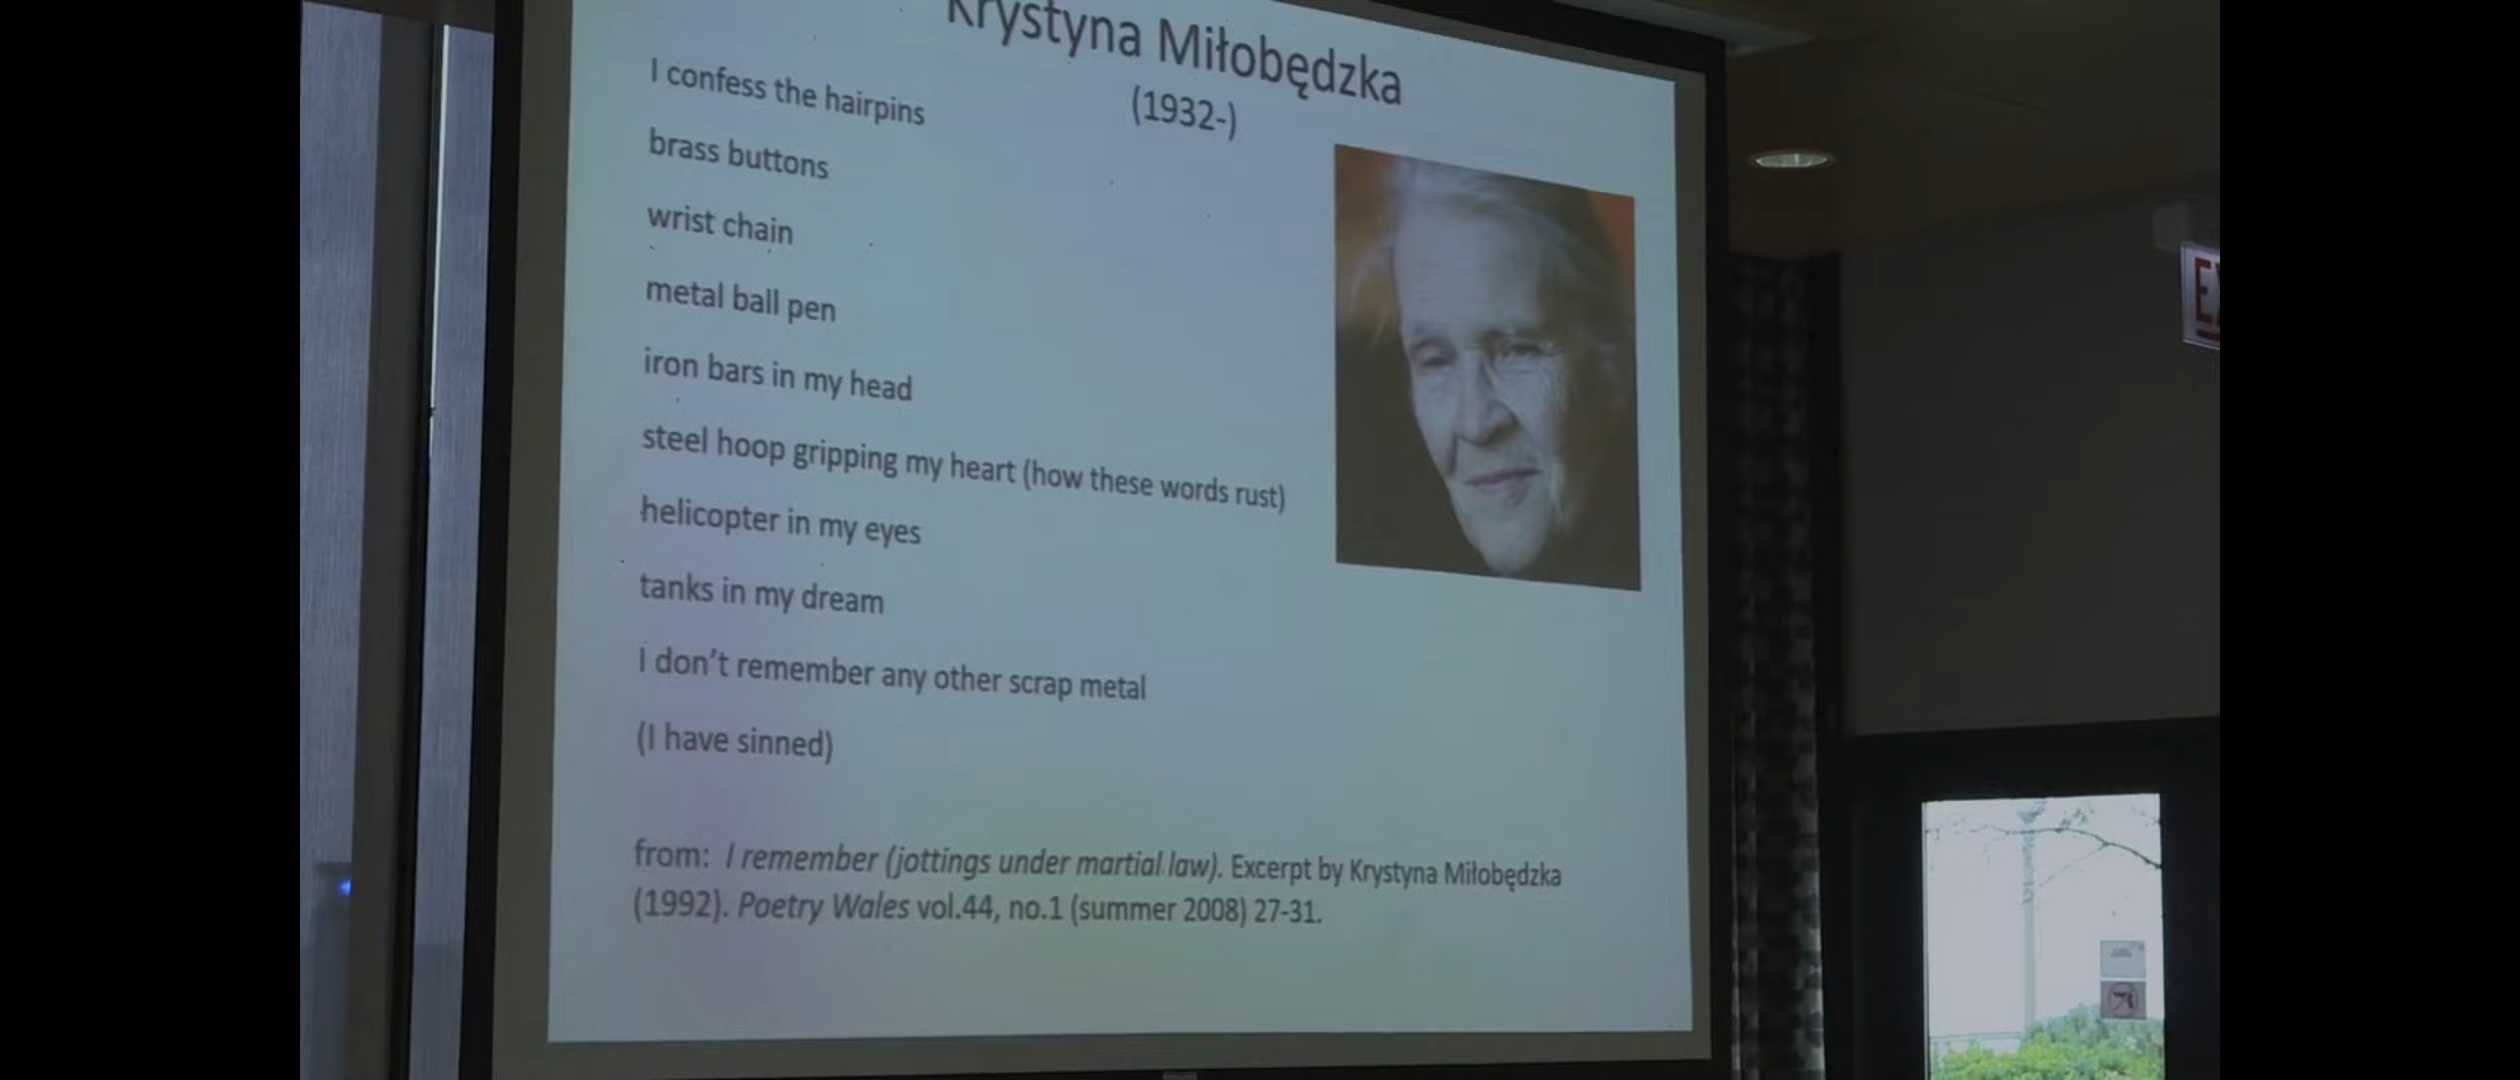 Krystyna Miłobędzka
(1932-)
I confess the hairpins
brass buttons
wrist chain
metal ball pen
iron bars in my head
steel hoop gripping my heart (how these words rust)
helicopter in my eyes
tanks in my dream
I don't remember any other scrap metal
(I have sinned)
from: I remember (jottings under martial law). Excerpt by Krystyna Miłobędzka
(1992). Poetry Wales vol.44, no.1 (summer 2008) 27-31.